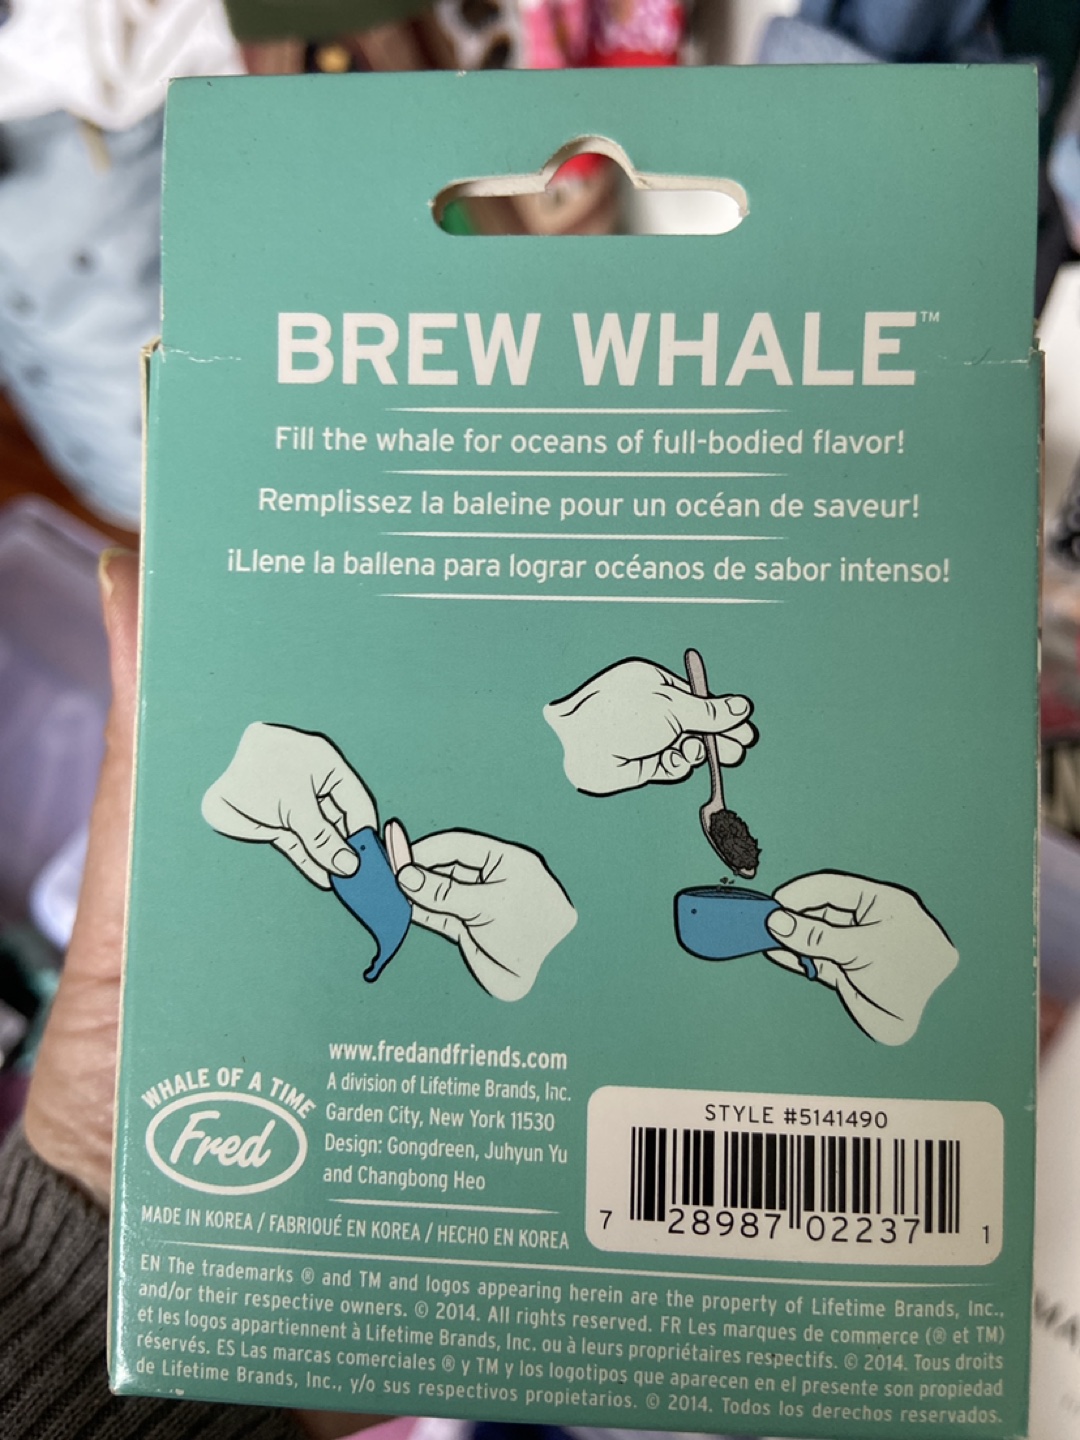 BREW WHALE™
Fill the whale for oceans of full-bodied flavor!
Remplissez la baleine pour un océan de saveur!
¡Llene la ballena para lograr océanos de sabor intenso!
WHALE OF A TIME
Fred
www.fredandfriends.com
A division of Lifetime Brands, Inc.
Garden City, New York 11530
Design: Gongdreen, Juhyun Yu
and Changbong Heo
MADE IN KOREA / FABRIQUÉ EN KOREA / HECHO EN KOREA
STYLE #5141490
7 28987 02237 1
EN The trademarks ® and TM and logos appearing herein are the property of Lifetime Brands, Inc.,
and/or their respective owners. © 2014. All rights reserved. FR Les marques de commerce (® et TM)
et les logos appartiennent à Lifetime Brands, Inc. ou à leurs propriétaires respectifs. © 2014. Tous droits
réservés. ES Las marcas comerciales ® y TM y los logotipos que aparecen en el presente son propiedad
de Lifetime Brands, Inc., y/o sus respectivos propietarios. © 2014. Todos los derechos reservados.